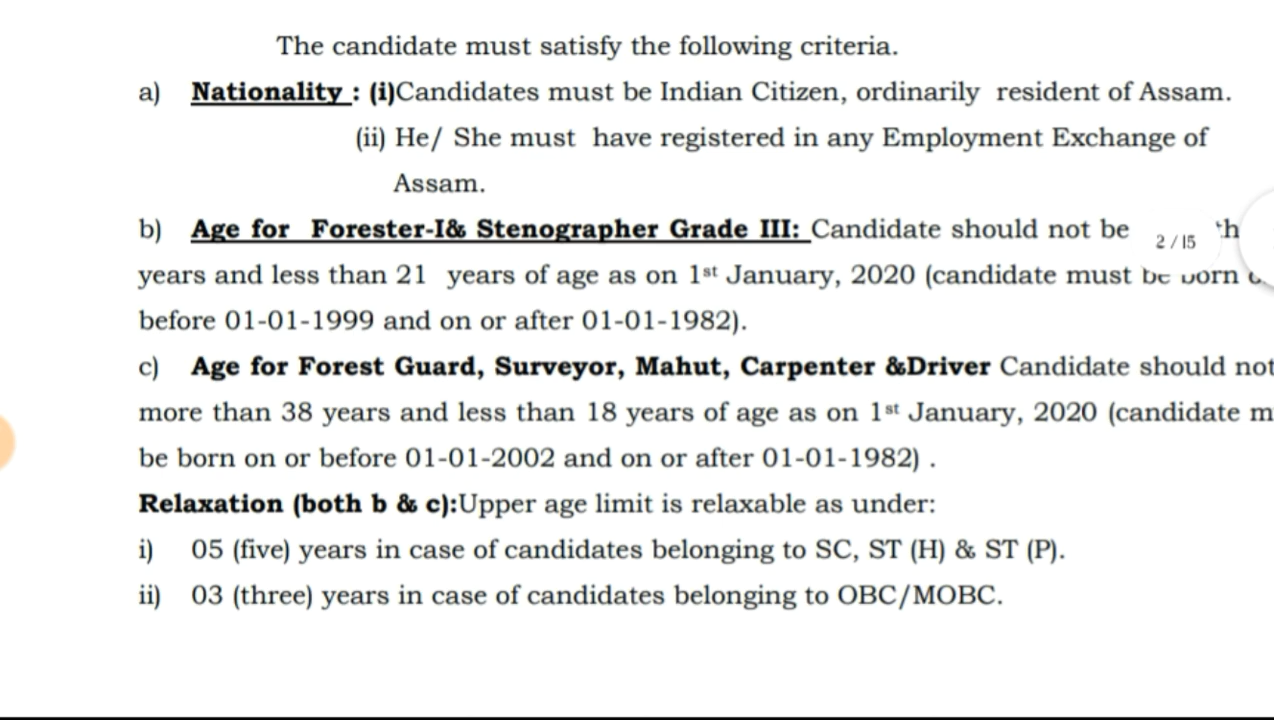 The candidate must satisfy the following criteria.
a) Nationality : (i)Candidates must be Indian Citizen, ordinarily resident of Assam.
(ii) He/ She must have registered in any Employment Exchange of
Assam.
b) Age for Forester-I& Stenographer Grade III: Candidate should not be
2 / 15
years and less than 21 years of age as on 1st January, 2020 (candidate must be born
before 01-01-1999 and on or after 01-01-1982).
c) Age for Forest Guard, Surveyor, Mahut, Carpenter &Driver Candidate should not
more than 38 years and less than 18 years of age as on 1st January, 2020 (candidate m
be born on or before 01-01-2002 and on or after 01-01-1982) .
Relaxation (both b & c):Upper age limit is relaxable as under:
i) 05 (five) years in case of candidates belonging to SC, ST (H) & ST (P).
ii) 03 (three) years in case of candidates belonging to OBC/MOBC.